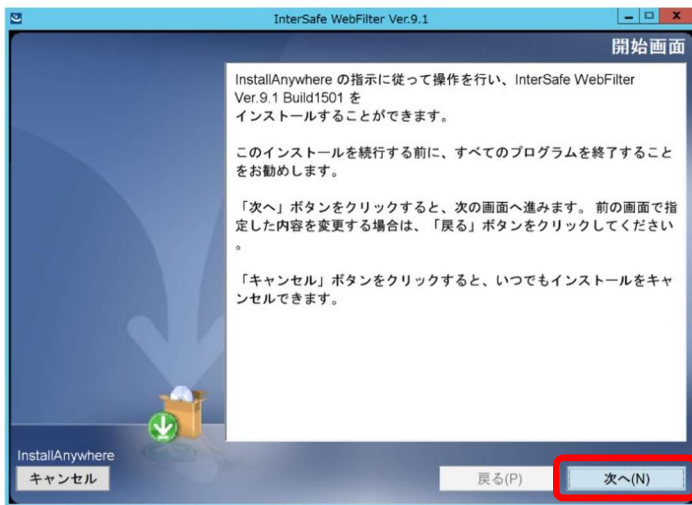 InterSafe WebFilter Ver.9.1
開始画面
InstallAnywhere の指示に従って操作を行い、InterSafe WebFilter
Ver.9.1 Build1501 を
インストールすることができます。
このインストールを続行する前に、すべてのプログラムを終了すること
をお勧めします。
「次へ」ボタンをクリックすると、次の画面へ進みます。 前の画面で指
定した内容を変更する場合は、「戻る」ボタンをクリックしてください
。
「キャンセル」ボタンをクリックすると、いつでもインストールをキャ
ンセルできます。
InstallAnywhere
キャンセル
戻る(P)
次へ(N)